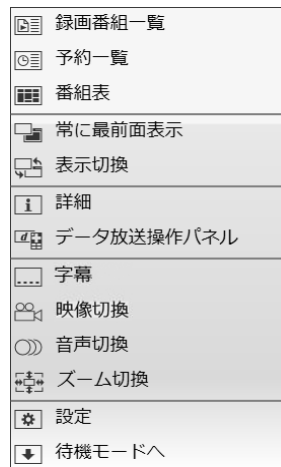 録画番組一覧
予約一覧
番組表
常に最前面表示
表示切換
詳細
データ放送操作パネル
字幕
映像切換
音声切換
ズーム切換
設定
待機モードへ